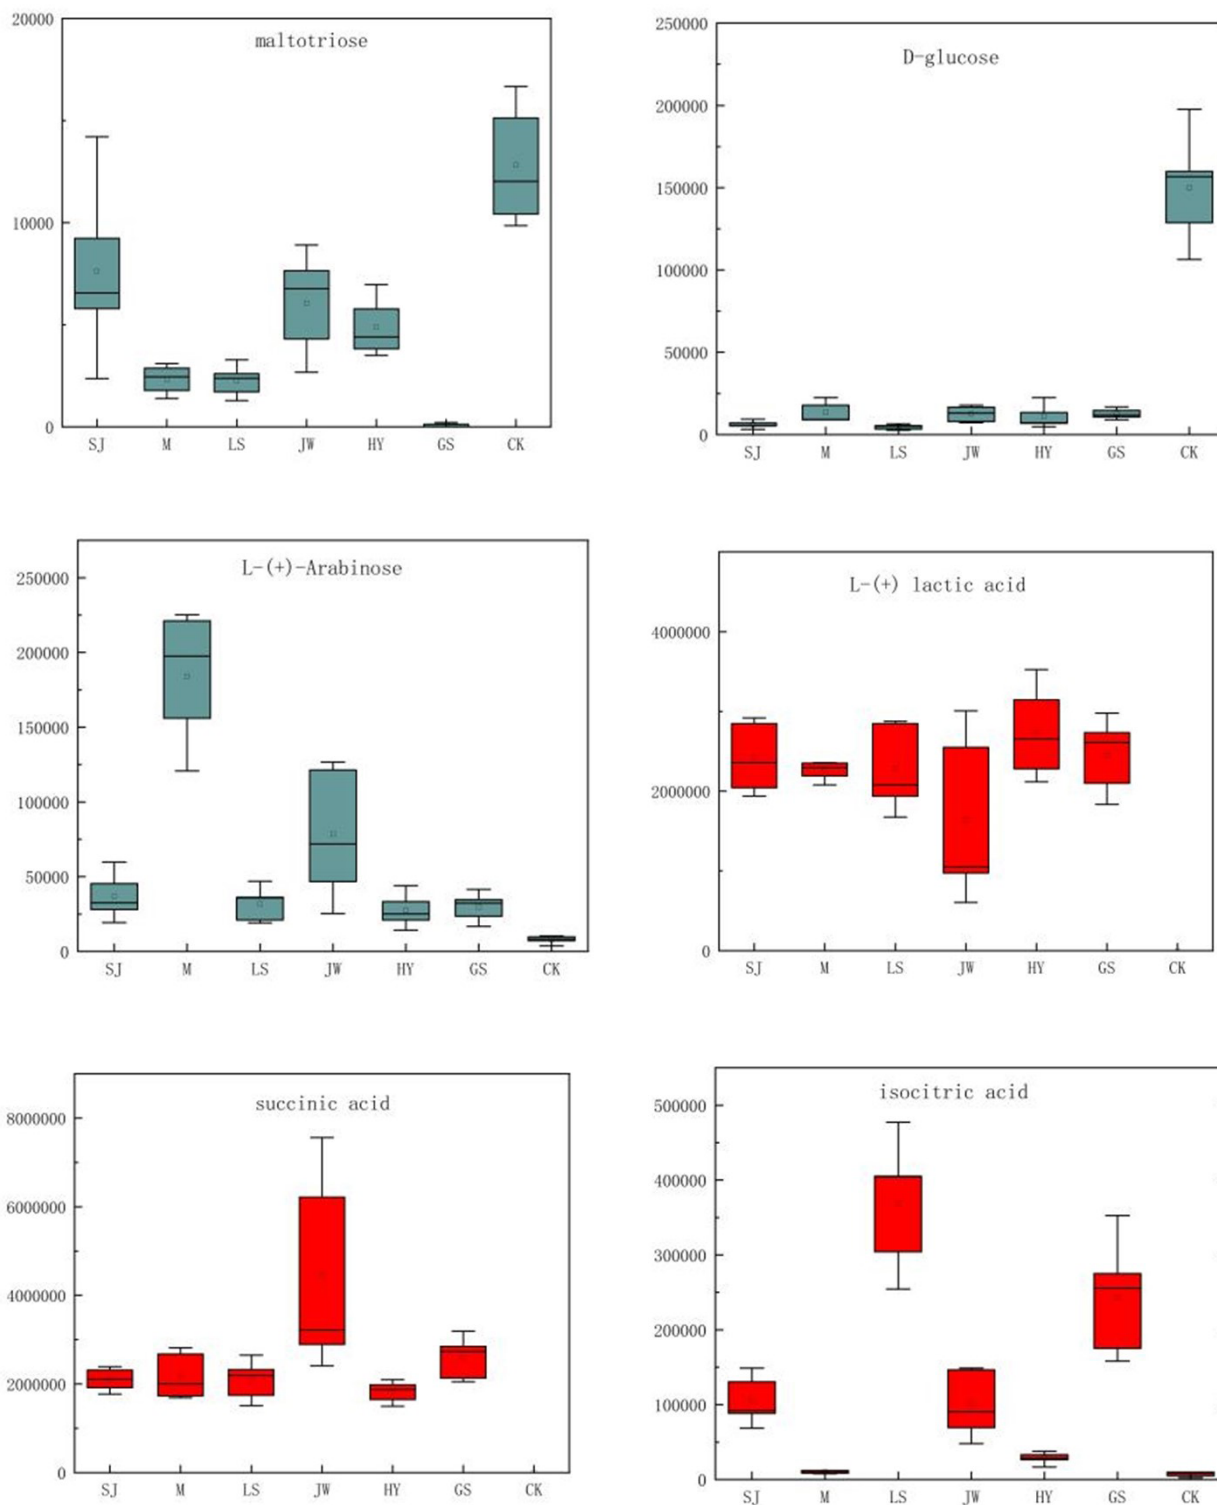 maltotriose
20000
10000
0
SJ M LS JW HY GS CK
D-glucose
250000
200000
150000
100000
50000
0
SJ M LS JW HY GS CK
L-(+)-Arabinose
250000
200000
150000
100000
50000
0
SJ M LS JW HY GS CK
L-(+) lactic acid
4000000
2000000
0
SJ M LS JW HY GS CK
succinic acid
8000000
6000000
4000000
2000000
0
SJ M LS JW HY GS CK
isocitric acid
500000
400000
300000
200000
100000
0
SJ M LS JW HY GS CK